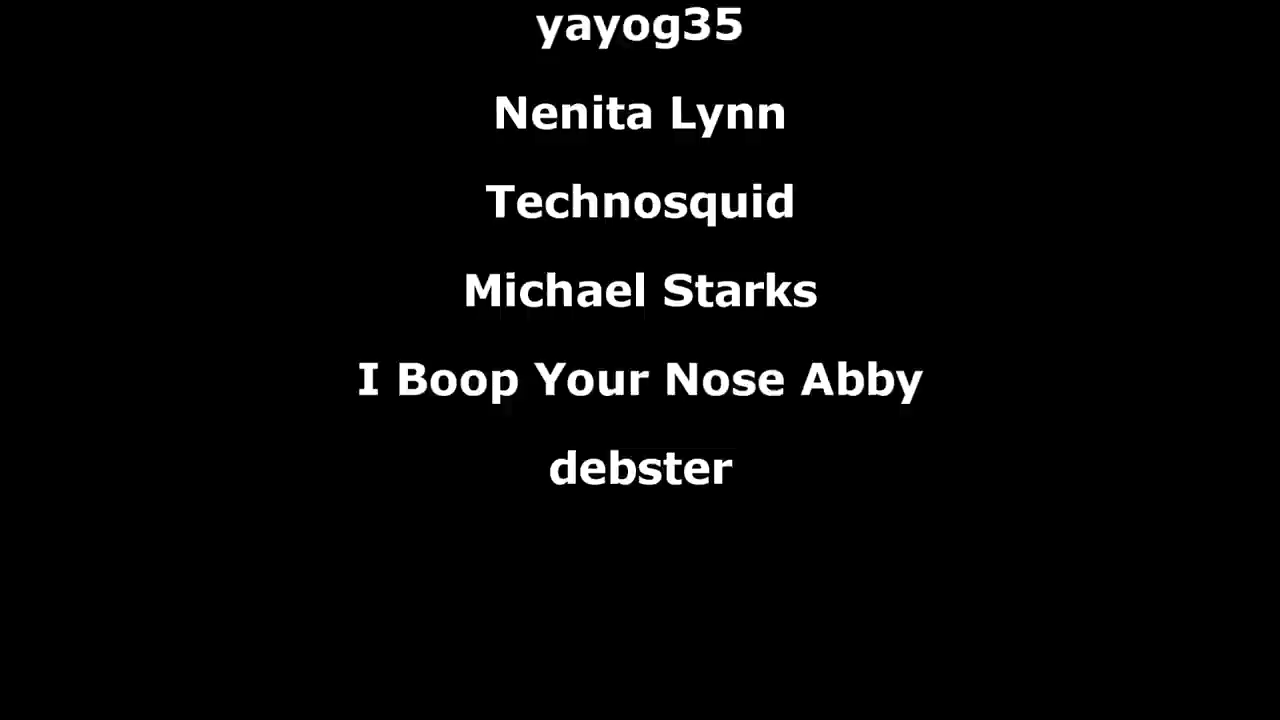 yayog35
Nenita Lynn
Technosquid
Michael Starks
I Boop Your Nose Abby
debster